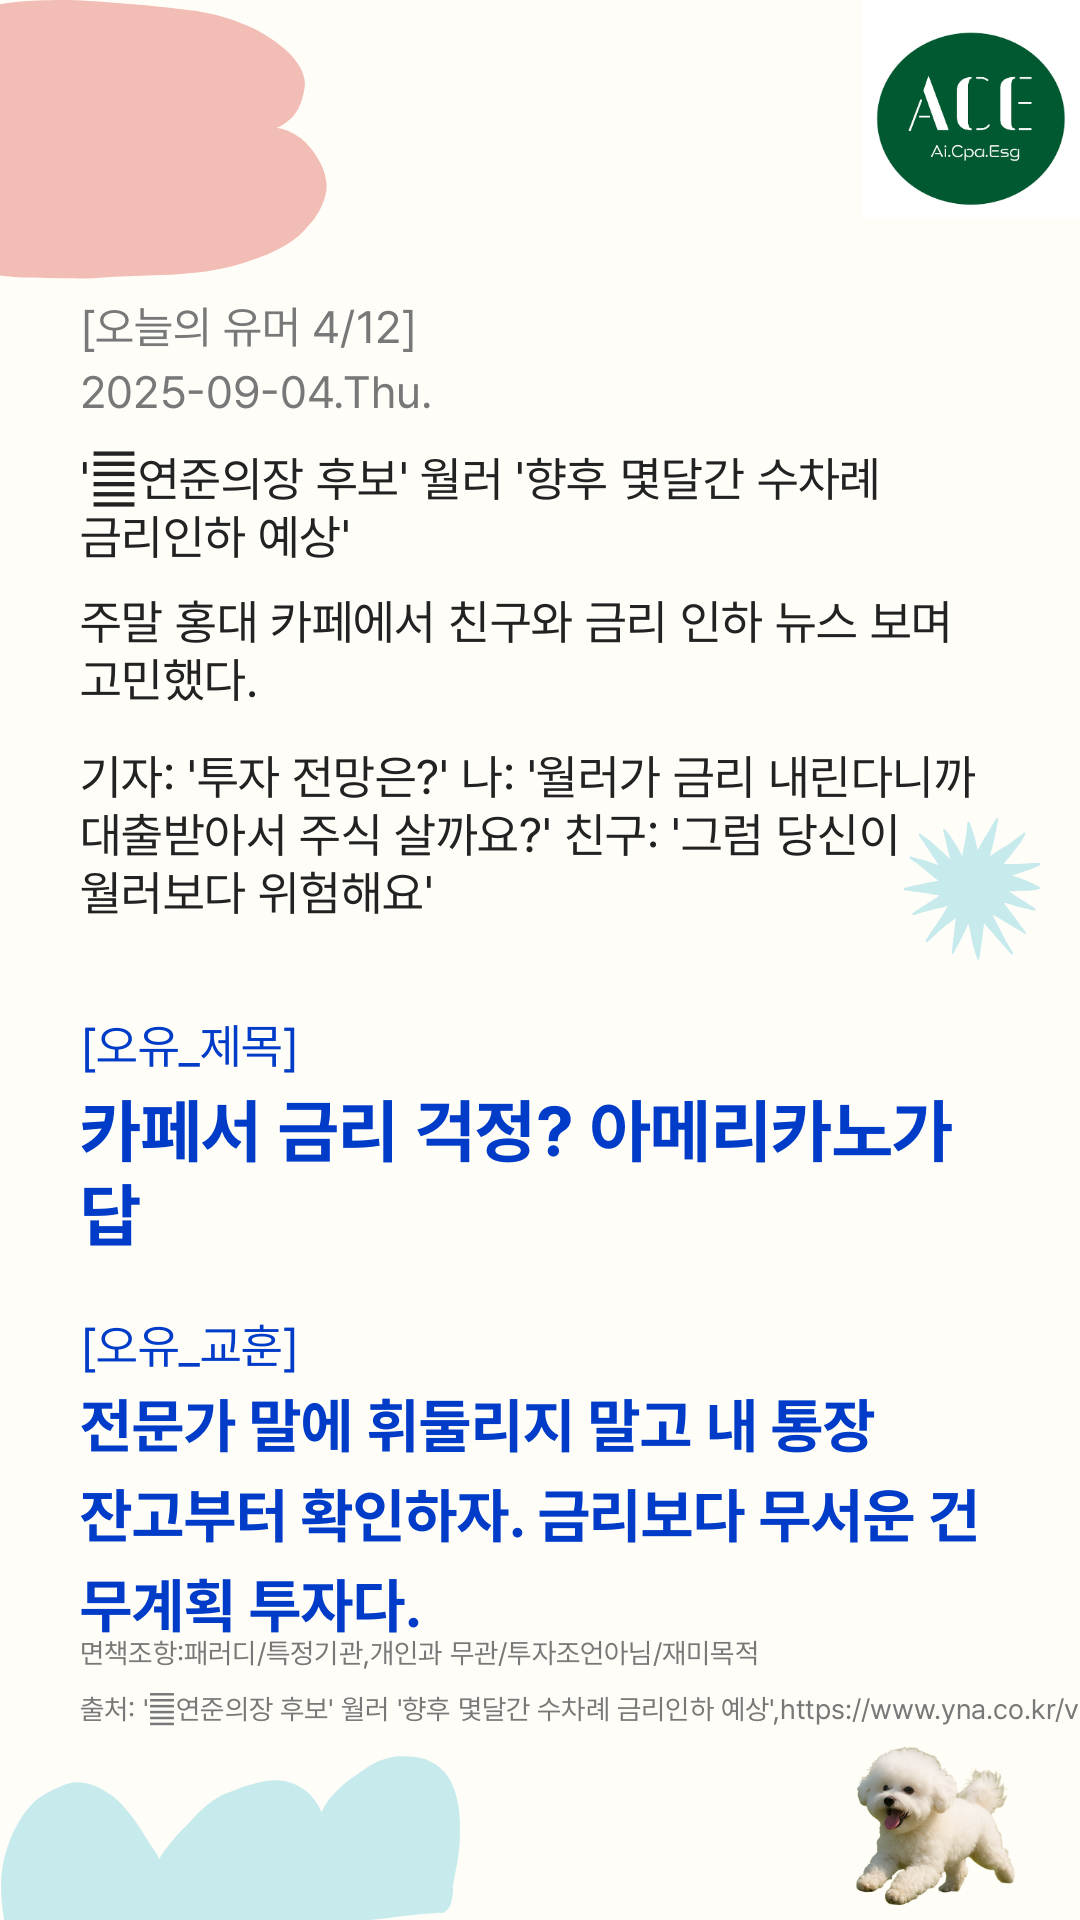 ACE
Ai.Cpa.Esg
[오늘의 유머 4/12]
2025-09-04.Thu.
'연준의장 후보' 월러 '향후 몇달간 수차례
금리인하 예상'
주말 홍대 카페에서 친구와 금리 인하 뉴스 보며
고민했다.
기자: '투자 전망은?' 나: '월러가 금리 내린다니까
대출받아서 주식 살까요?' 친구: '그럼 당신이
월러보다 위험해요'
[오유_제목]
카페서 금리 걱정? 아메리카노가
답
[오유_교훈]
전문가 말에 휘둘리지 말고 내 통장
잔고부터 확인하자. 금리보다 무서운 건
무계획 투자다.
면책조항:패러디/특정기관,개인과 무관/투자조언아님/재미목적
출처: '연준의장 후보' 월러 '향후 몇달간 수차례 금리인하 예상',https://www.yna.co.kr/v